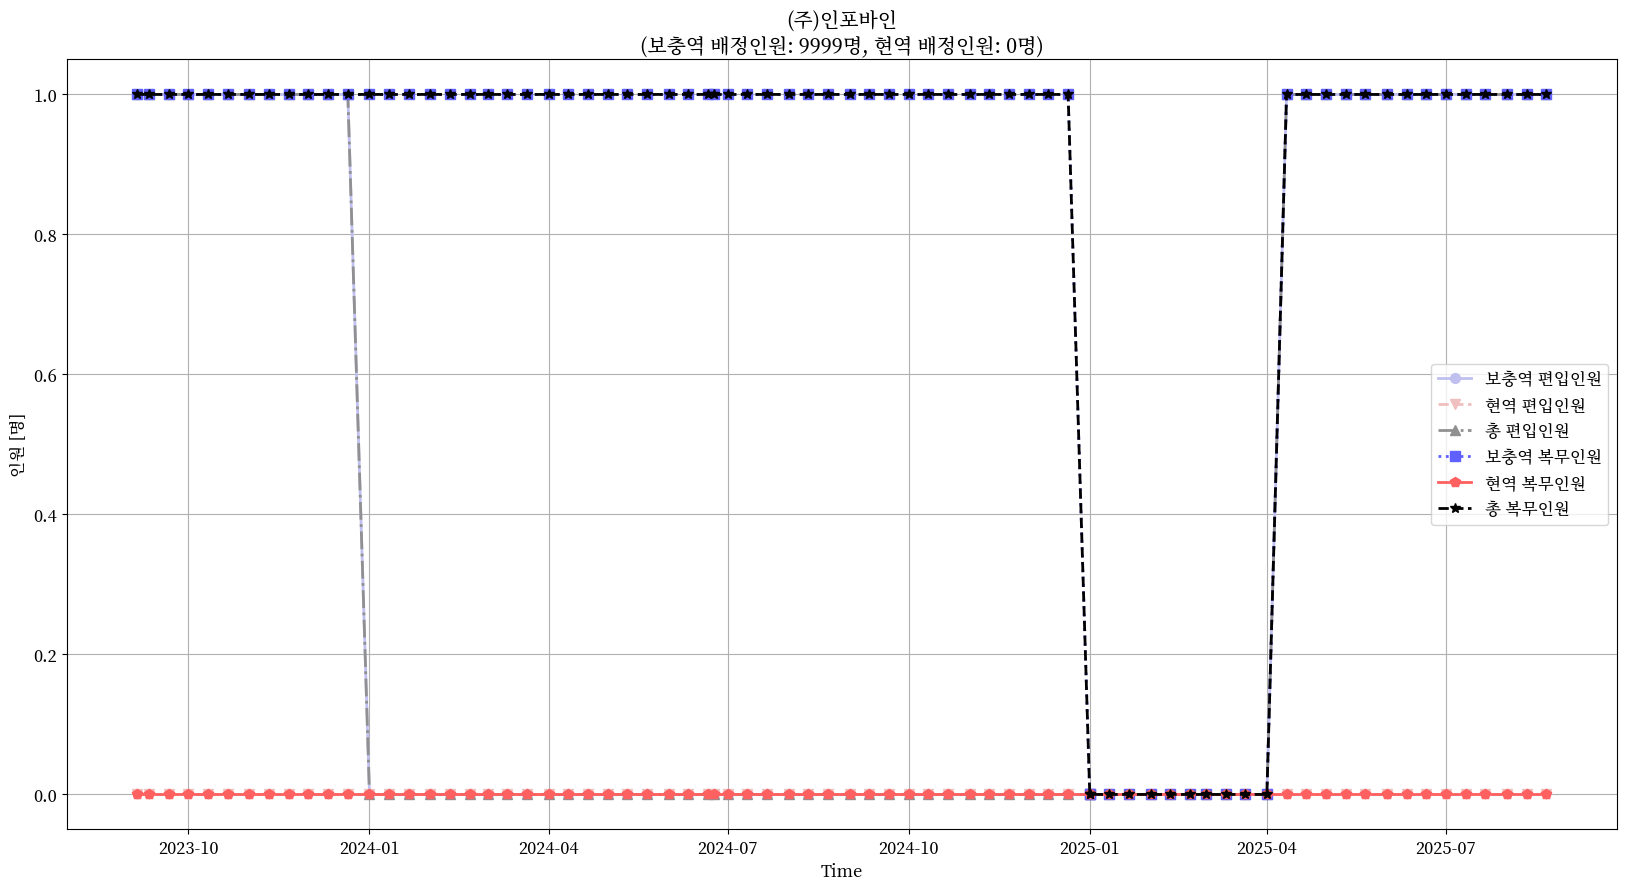 (주)인포바인
(보충역 배정인원: 9999명, 현역 배정인원: 0명)
인원 [명]
1.0
0.8
0.6
0.4
0.2
0.0
보충역 편입인원
현역 편입인원
총 편입인원
보충역 복무인원
현역 복무인원
총 복무인원
2023-10
2024-01
2024-04
2024-07
2024-10
2025-01
2025-04
2025-07
Time